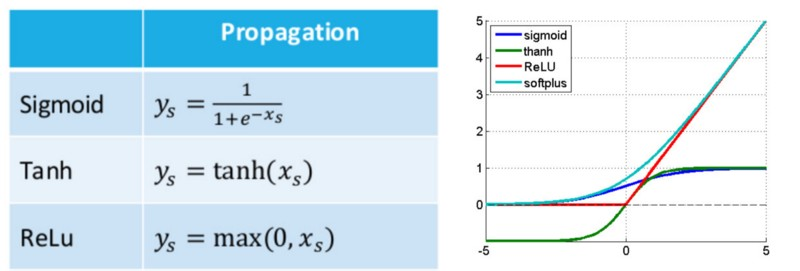 Propagation
Sigmoid y_s = 1 / (1+e^{-x_s})
Tanh y_s = tanh(x_s)
ReLu y_s = max(0, x_s)
5
4
3
2
1
0
-5 0 5
sigmoid
thanh
ReLU
softplus